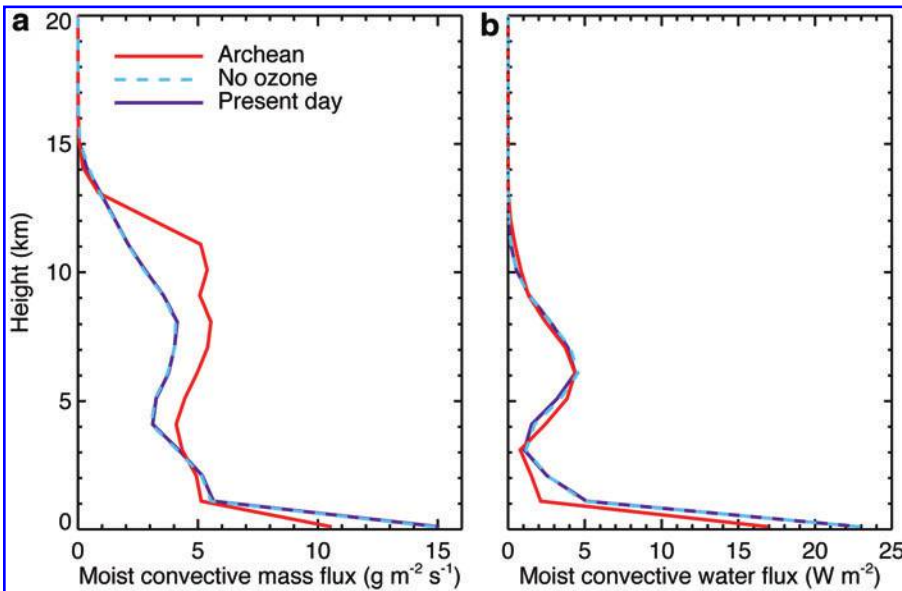 a
20
Archean
No ozone
Present day
15
Height (km)
10
5
0
0 5 10 15
Moist convective mass flux (g m⁻² s⁻¹)
b
0 5 10 15 20 25
Moist convective water flux (W m⁻²)